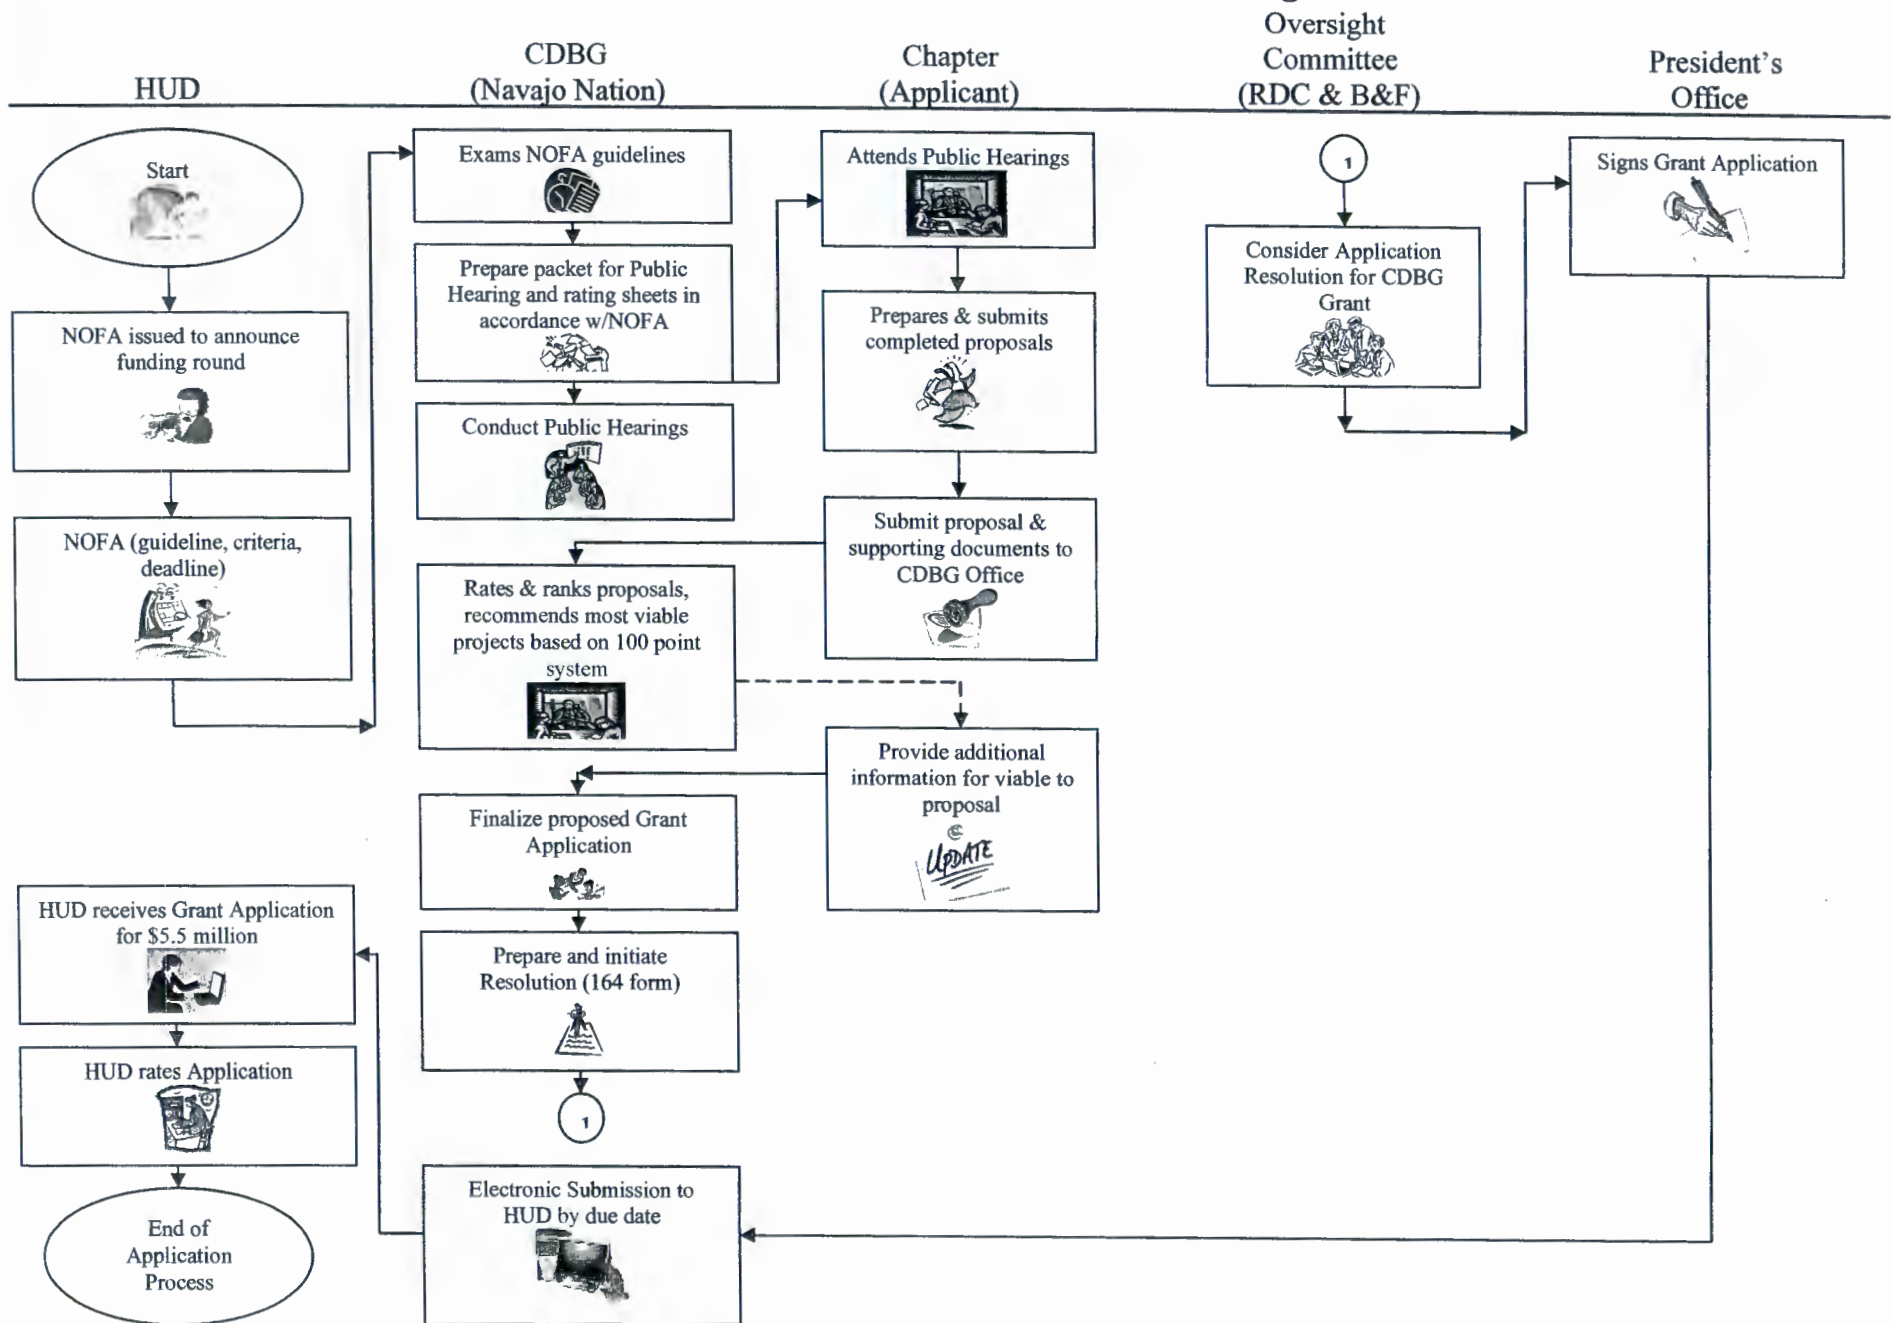 HUD
CDBG
(Navajo Nation)
Chapter
(Applicant)
Oversight
Committee
(RDC & B&F)
President's
Office
Start
NOFA issued to announce
funding round
NOFA (guideline, criteria,
deadline)
HUD receives Grant Application
for $5.5 million
HUD rates Application
End of
Application
Process
Exams NOFA guidelines
Prepare packet for Public
Hearing and rating sheets in
accordance w/NOFA
Conduct Public Hearings
Rates & ranks proposals,
recommends most viable
projects based on 100 point
system
Finalize proposed Grant
Application
Prepare and initiate
Resolution (164 form)
1
Electronic Submission to
HUD by due date
Attends Public Hearings
Prepares & submits
completed proposals
Submit proposal &
supporting documents to
CDBG Office
Provide additional
information for viable to
proposal
UPDATE
1
Consider Application
Resolution for CDBG
Grant
Signs Grant Application